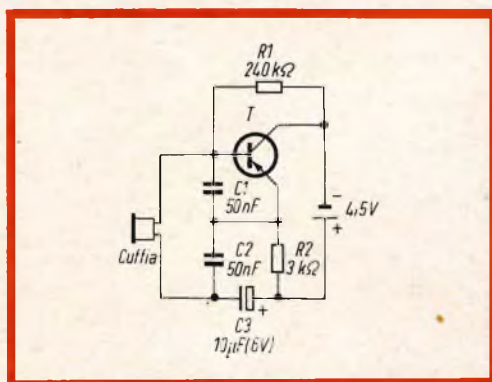 R1
240 kΩ
T
C1
50nF
4,5V
-
+
Cuffia
C2
50nF
R2
3 kΩ
+
C3
10µF(6V)